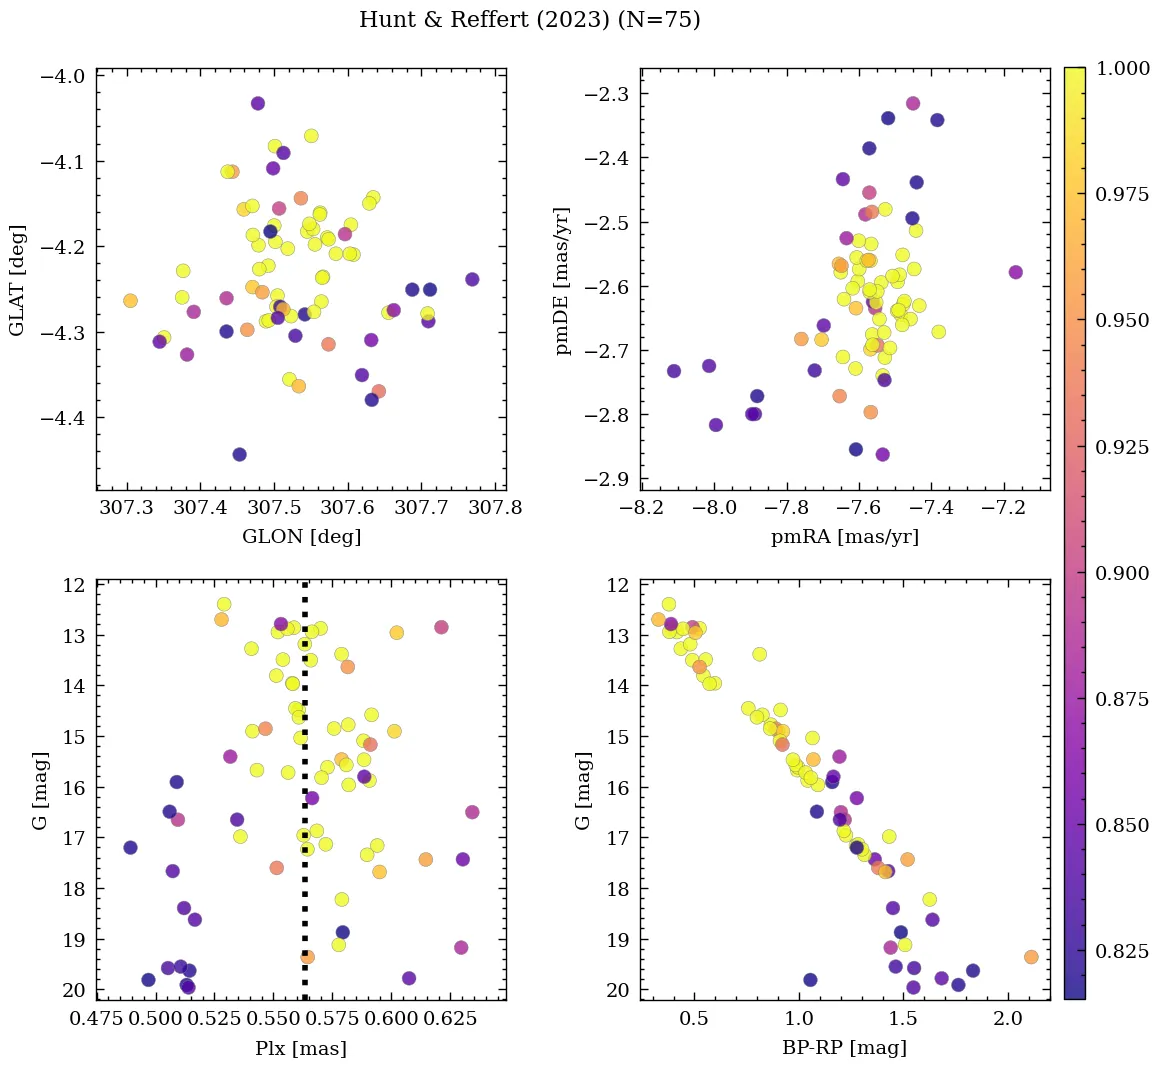 Hunt & Reffert (2023) (N=75)
−4.0
−4.1
−4.2
−4.3
−4.4
GLAT [deg]
307.3 307.4 307.5 307.6 307.7 307.8
GLON [deg]
−2.3
−2.4
−2.5
−2.6
−2.7
−2.8
−2.9
pmDE [mas/yr]
−8.2 −8.0 −7.8 −7.6 −7.4 −7.2
pmRA [mas/yr]
12
13
14
15
16
17
18
19
20
G [mag]
0.475 0.500 0.525 0.550 0.575 0.600 0.625
Plx [mas]
12
13
14
15
16
17
18
19
20
G [mag]
0.5 1.0 1.5 2.0
BP-RP [mag]
1.000
0.975
0.950
0.925
0.900
0.875
0.850
0.825